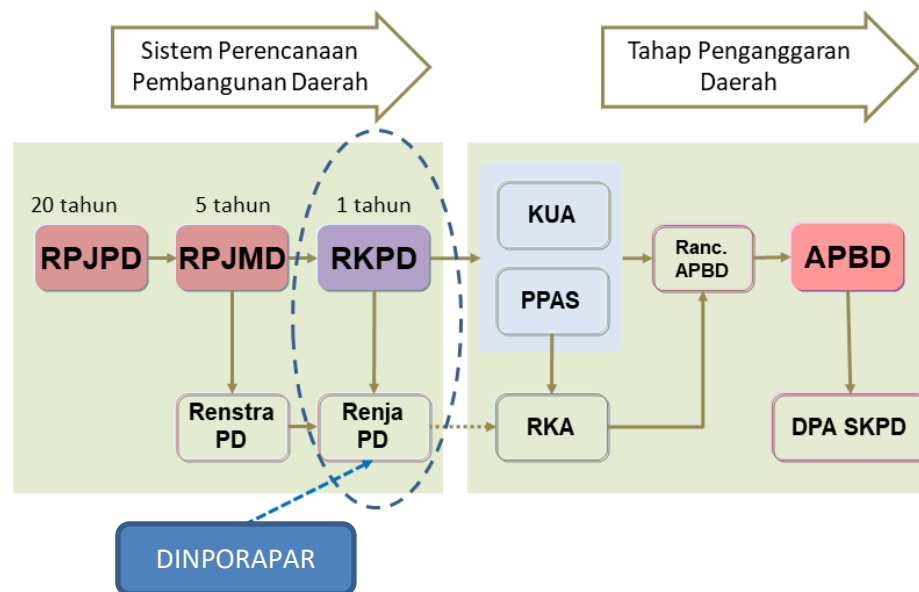 Sistem Perencanaan
Pembangunan Daerah
Tahap Penganggaran
Daerah
20 tahun
5 tahun
1 tahun
RPJPD
RPJMD
RKPD
KUA
PPAS
Ranc.
APBD
APBD
Renstra
PD
Renja
PD
RKA
DPA SKPD
DINPORAPAR